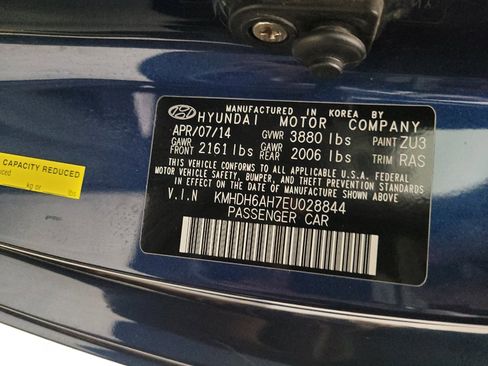 MANUFACTURED IN KOREA BY
HYUNDAI MOTOR COMPANY
APR/07/14 GVWR 3880 lbs PAINT ZU3
GAWR FRONT 2161 lbs GAWR REAR 2006 lbs TRIM RAS
THIS VEHICLE CONFORMS TO ALL APPLICABLE U.S.A. FEDERAL
MOTOR VEHICLE SAFETY, BUMPER, AND THEFT PREVENTION STANDARDS
IN EFFECT ON THE DATE OF MANUFACTURE SHOWN ABOVE.
V.I.N KMHDH6AH7EU028844
PASSENGER CAR
CAPACITY REDUCED
kg or lbs